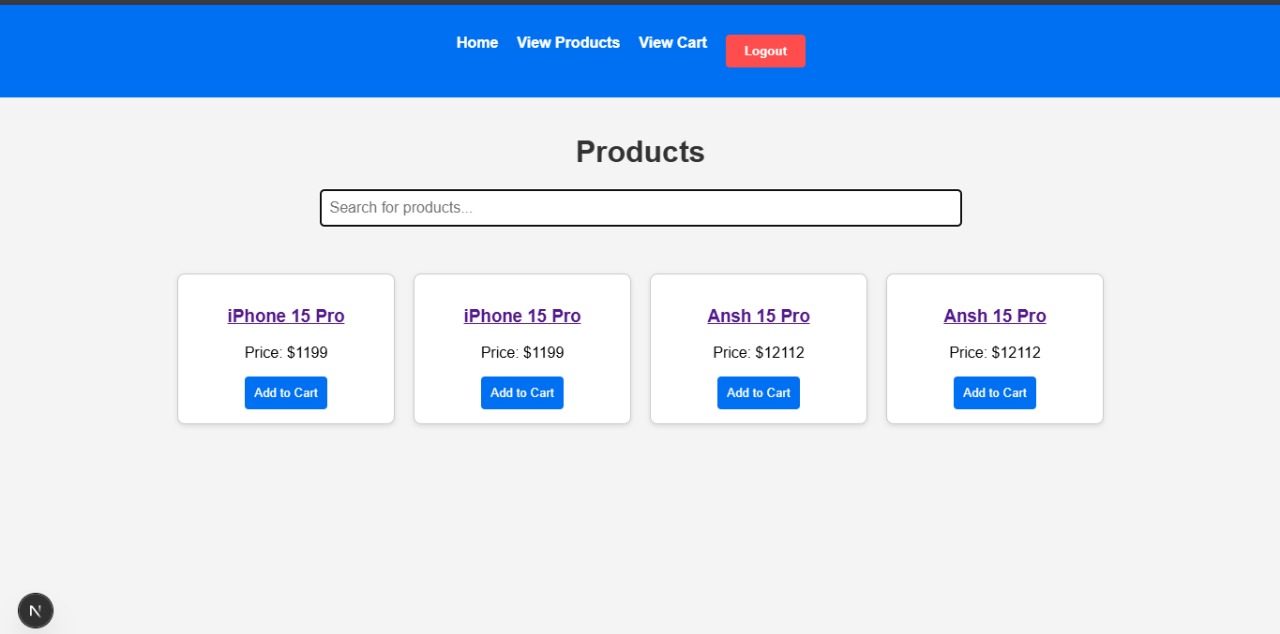 Home View Products View Cart Logout
Products
Search for products...
iPhone 15 Pro iPhone 15 Pro Ansh 15 Pro Ansh 15 Pro
Price: $1199 Price: $1199 Price: $12112 Price: $12112
Add to Cart Add to Cart Add to Cart Add to Cart
N